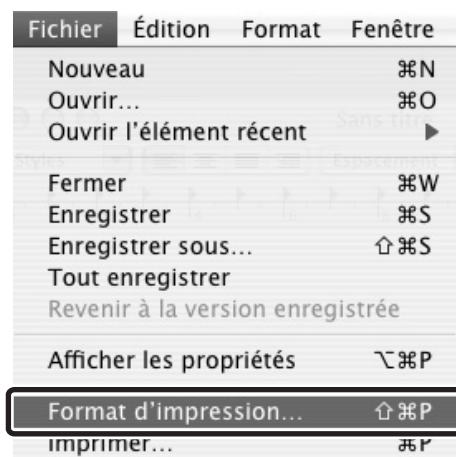 Fichier Édition Format Fenêtre
Nouveau ⌘N
Ouvrir... ⌘O
Ouvrir l'élément récent ▶
Fermer ⌘W
Enregistrer ⌘S
Enregistrer sous... ⇧⌘S
Tout enregistrer
Revenir à la version enregistrée
Afficher les propriétés ⌥⌘P
Format d'impression... ⇧⌘P
Imprimer... ⌘P